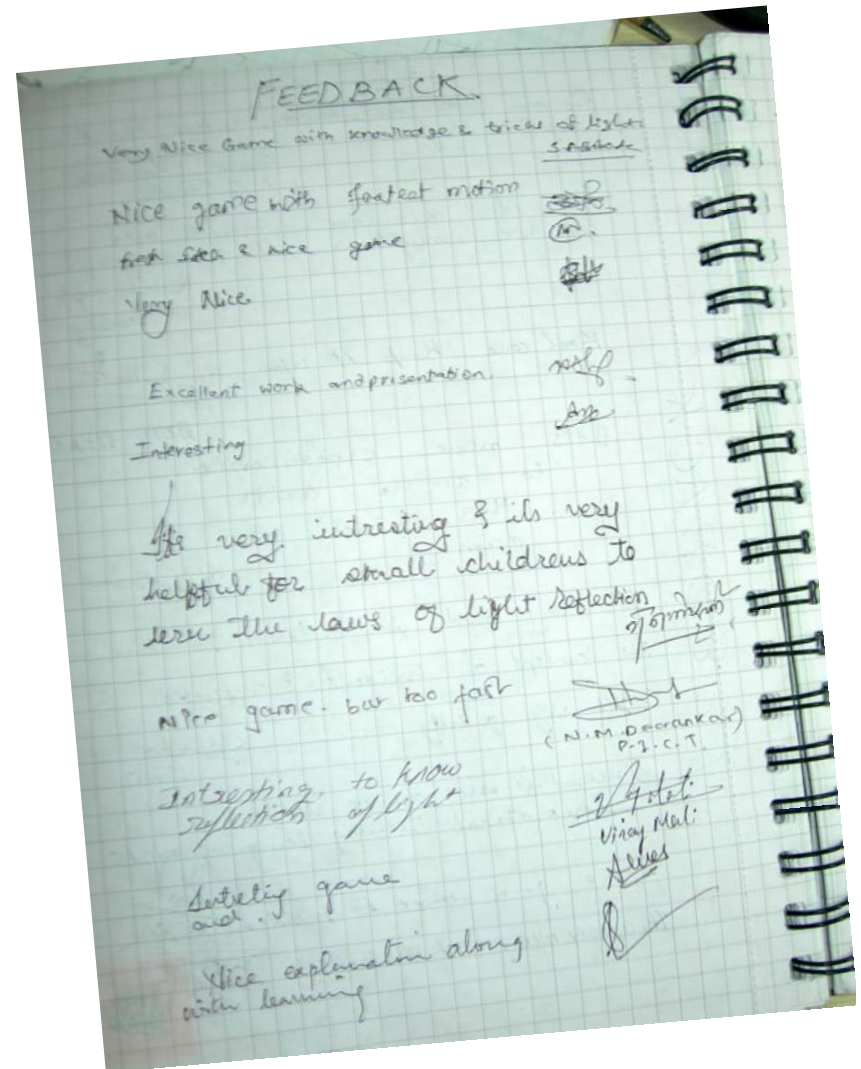 FEEDBACK
Very Nice Game with knowledge & tricks of light.
Nice game with fastest motion
fresh Idea & nice game
Very Nice
Excellent work and prisentation.
Interesting
Its very intresting & its very
helpful for small childrens to
lern the laws of light reflection
Nice game. but too fast
(N.M. Deorankar)
P.I.C.T.
Intresting to know
reflection of light
Vinay Mali
game
and.
Nice explanation along
with learning